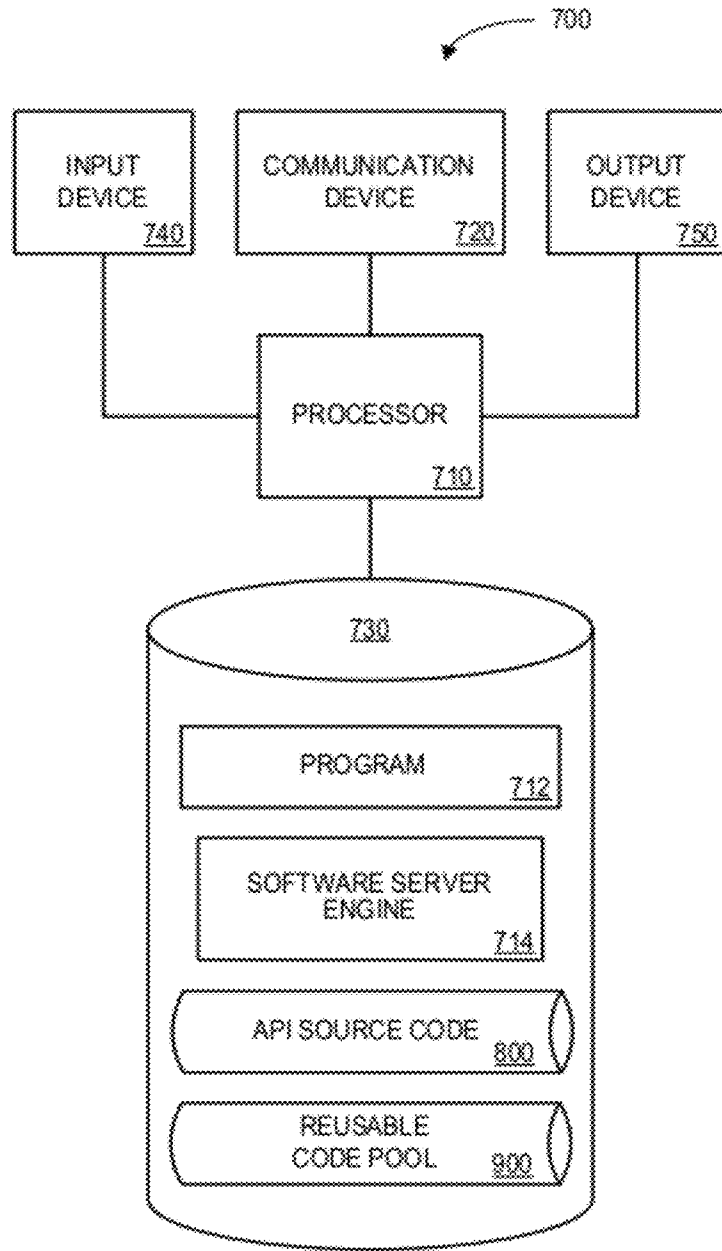 700
INPUT
DEVICE
740
COMMUNICATION
DEVICE
720
OUTPUT
DEVICE
750
PROCESSOR
710
730
PROGRAM
712
SOFTWARE SERVER
ENGINE
714
API SOURCE CODE
800
REUSABLE
CODE POOL
900